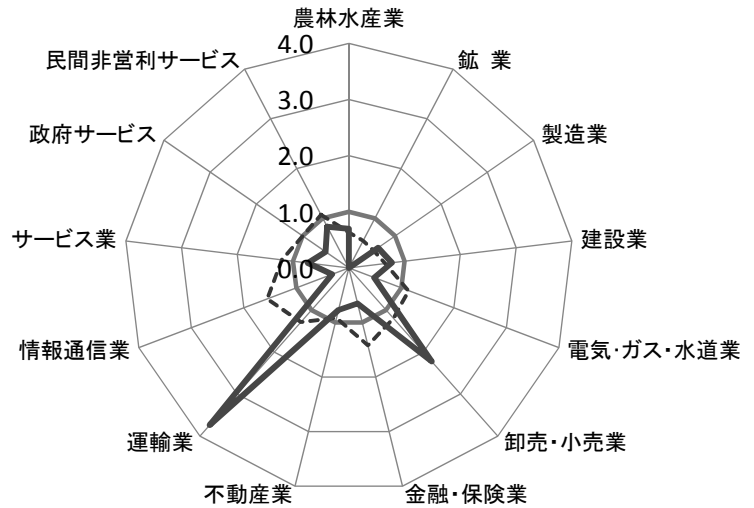 農林水産業
4.0
民間非営利サービス
鉱 業
3.0
政府サービス
製造業
2.0
1.0
サービス業
建設業
0.0
情報通信業
電気･ガス・水道業
運輸業
卸売・小売業
不動産業
金融・保険業